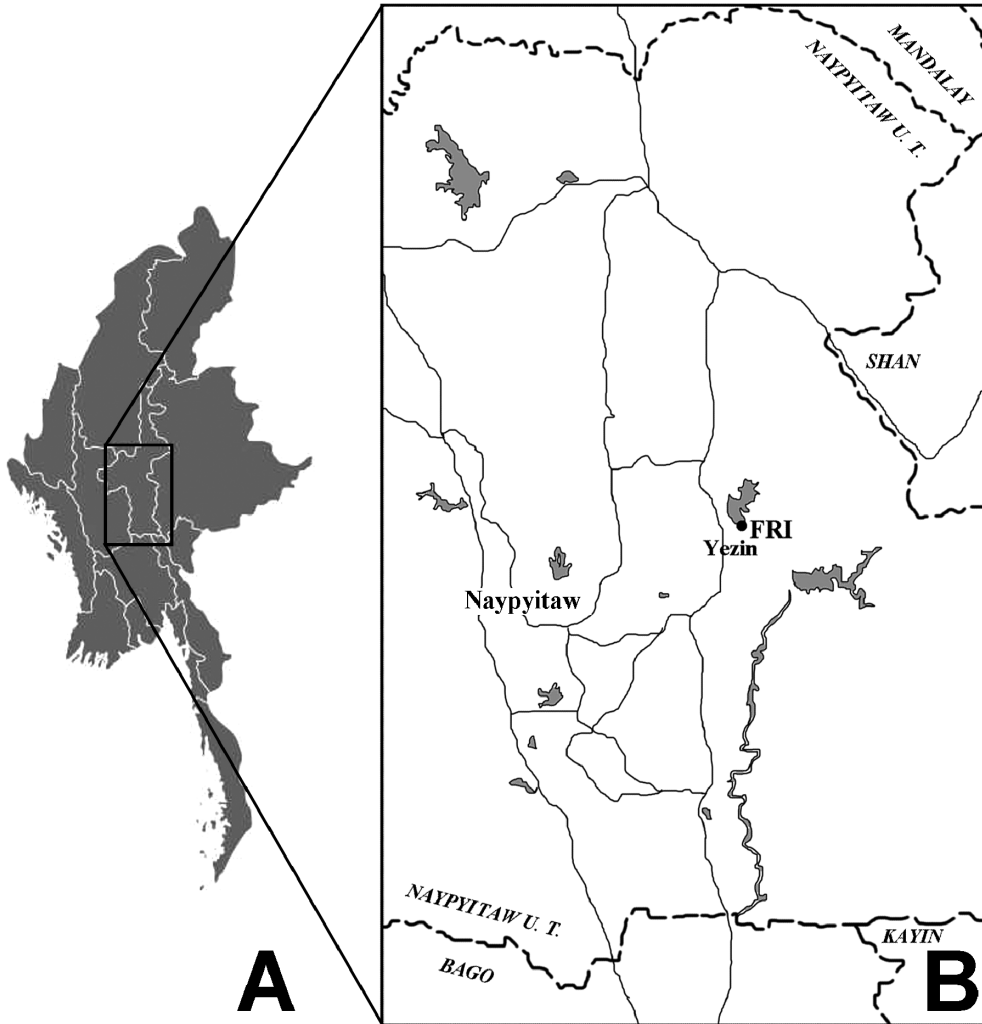 MANDALAY
NAYPYITAW U. T.
SHAN
FRI
Yezin
Naypyitaw
NAYPYITAW U. T.
KAYIN
BAGO
A
B